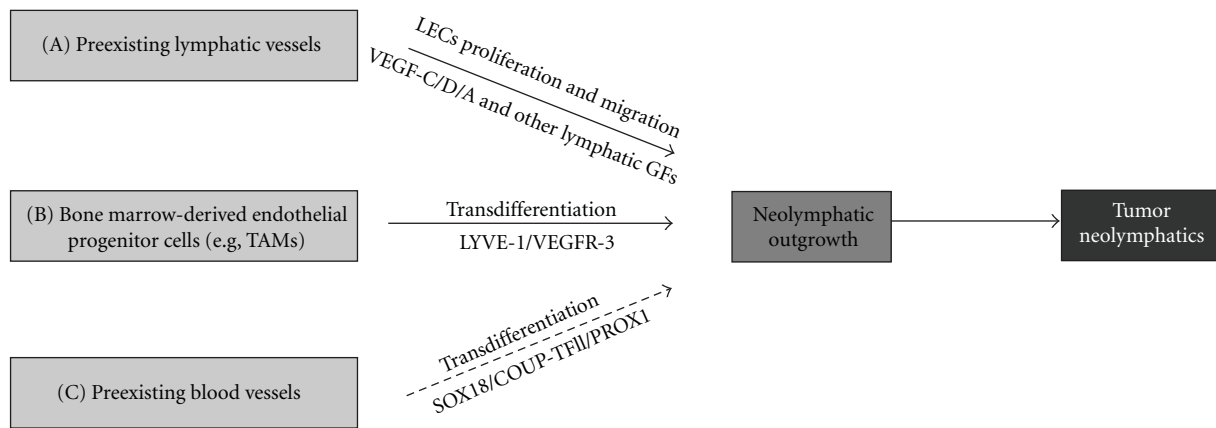 (A) Preexisting lymphatic vessels
LECs proliferation and migration
VEGF-C/D/A and other lymphatic GFs
(B) Bone marrow-derived endothelial
progenitor cells (e.g, TAMs)
Transdifferentiation
LYVE-1/VEGFR-3
Neolymphatic
outgrowth
Tumor
neolymphatics
(C) Preexisting blood vessels
Transdifferentiation
SOX18/COUP-TFII/PROX1